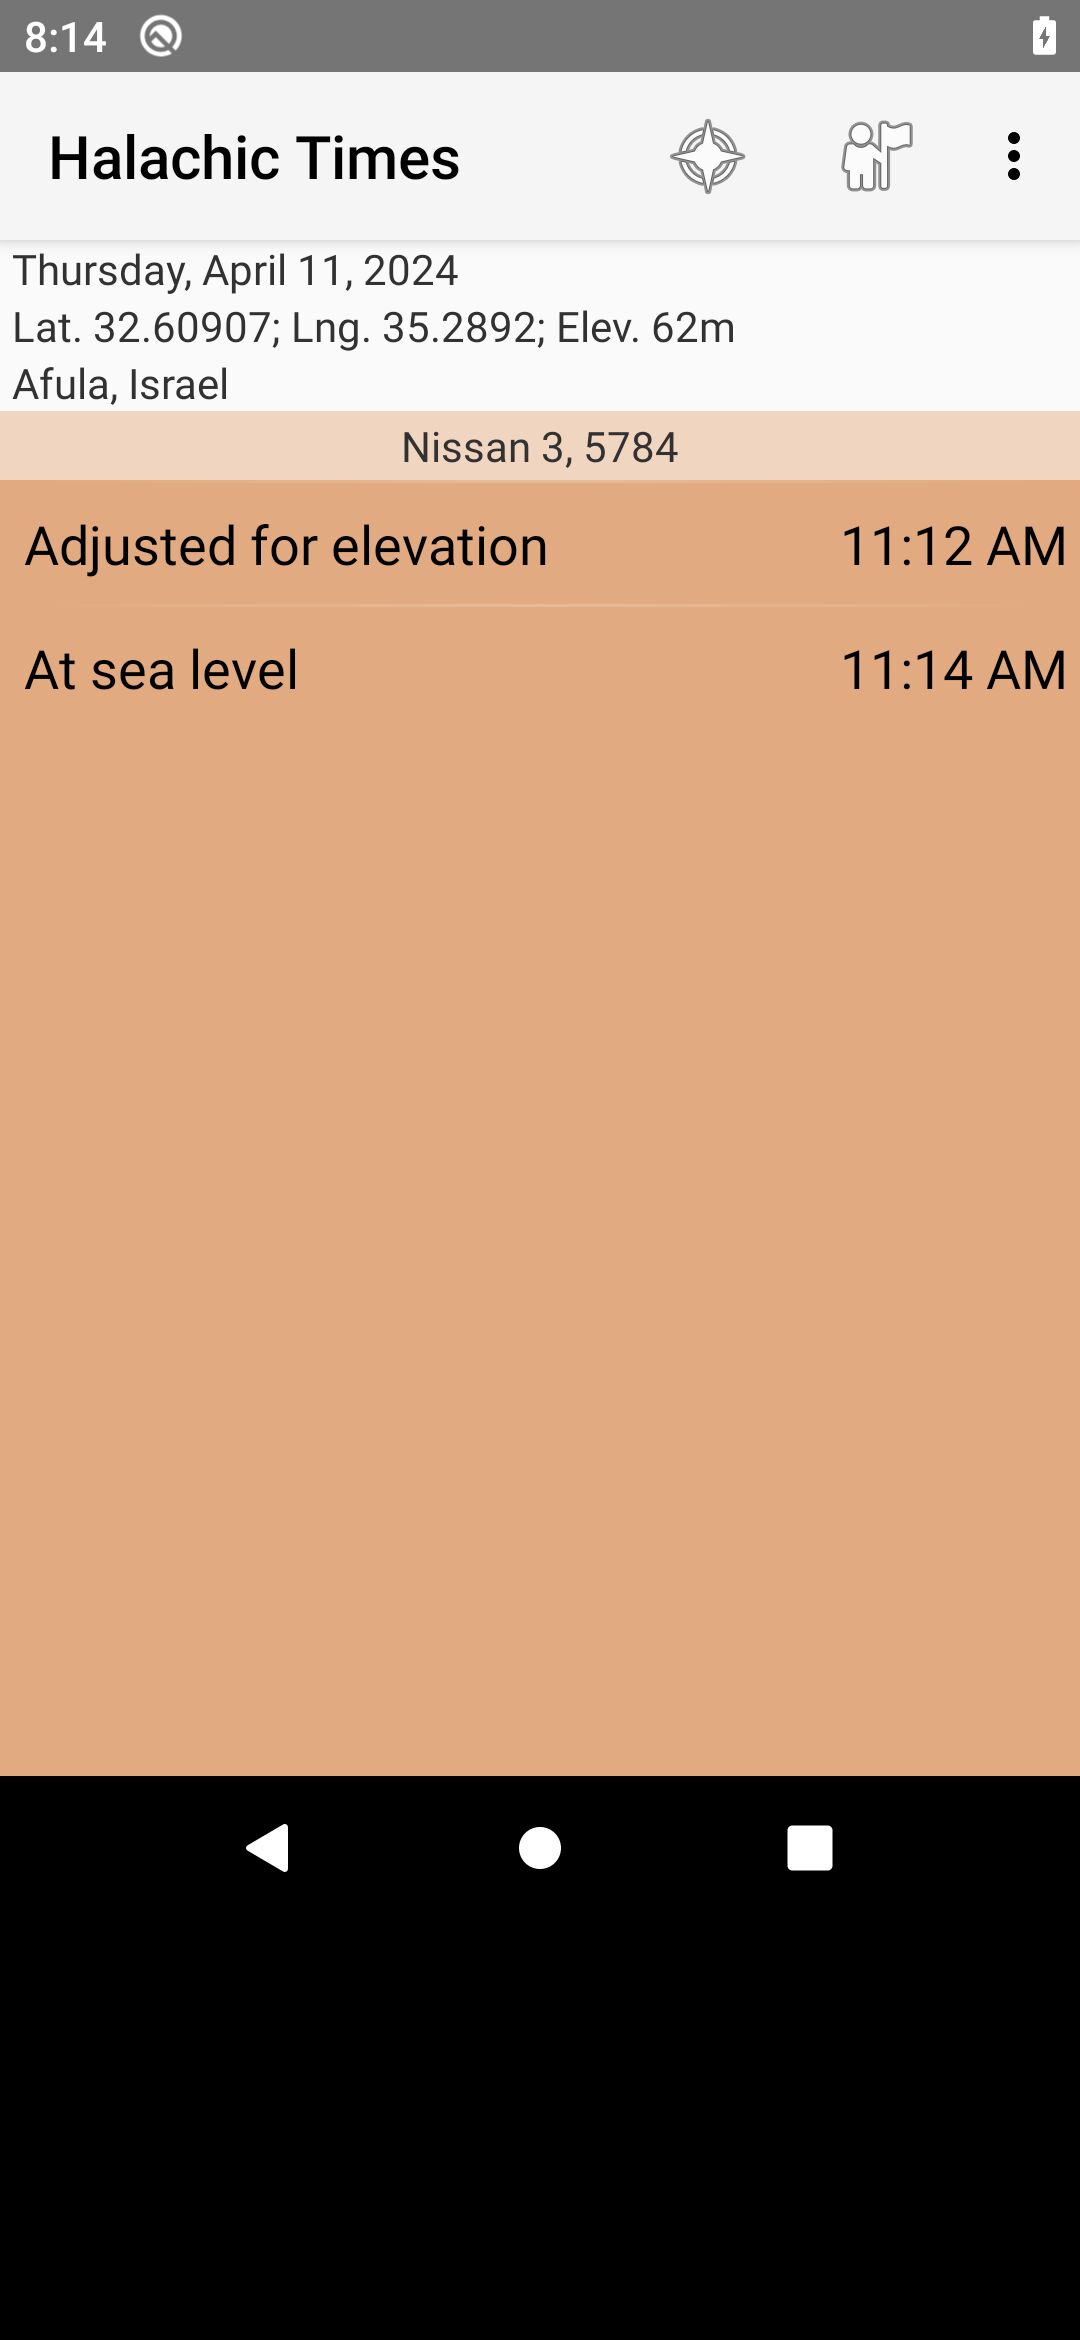 8:14
Halachic Times
Thursday, April 11, 2024
Lat. 32.60907; Lng. 35.2892; Elev. 62m
Afula, Israel
Nissan 3, 5784
Adjusted for elevation 11:12 AM
At sea level 11:14 AM